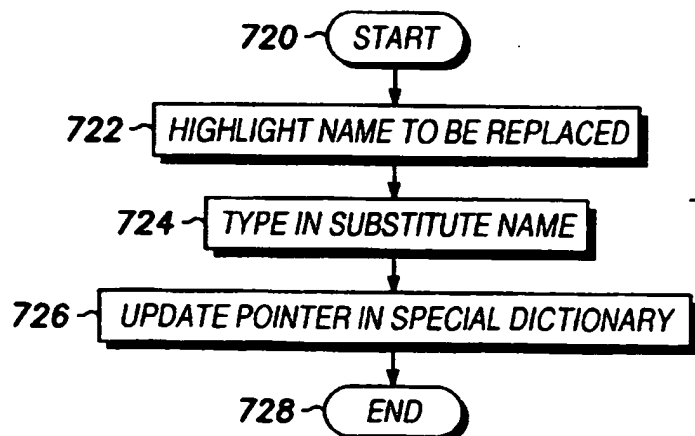 720 START
722 HIGHLIGHT NAME TO BE REPLACED
724 TYPE IN SUBSTITUTE NAME
726 UPDATE POINTER IN SPECIAL DICTIONARY
728 END